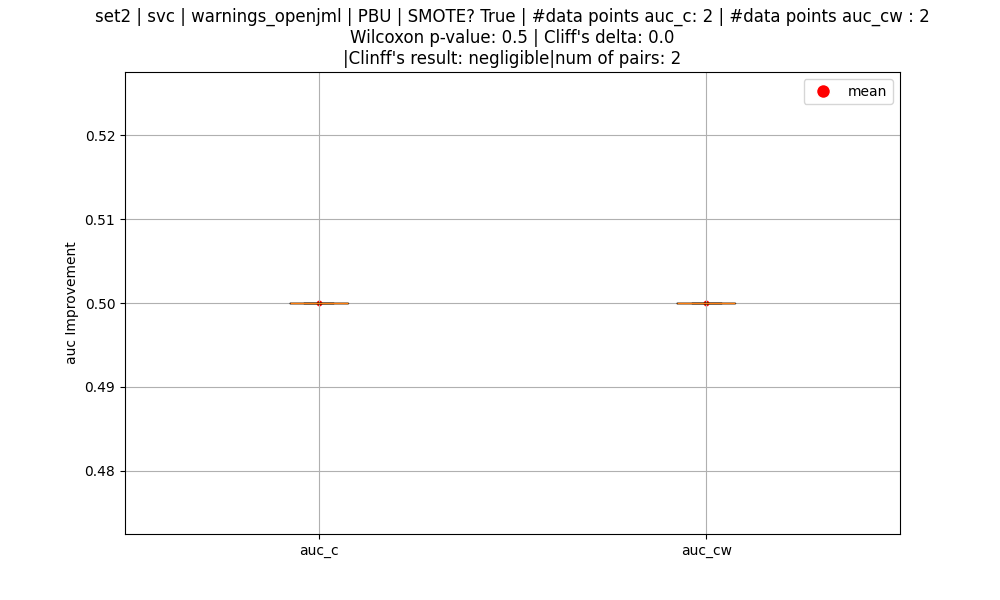 set2 | svc | warnings_openjml | PBU | SMOTE? True | #data points auc_c: 2 | #data points auc_cw : 2
Wilcoxon p-value: 0.5 | Cliff's delta: 0.0
|Clinff's result: negligible|num of pairs: 2
mean
0.52
0.51
0.50
0.49
0.48
auc Improvement
auc_c
auc_cw